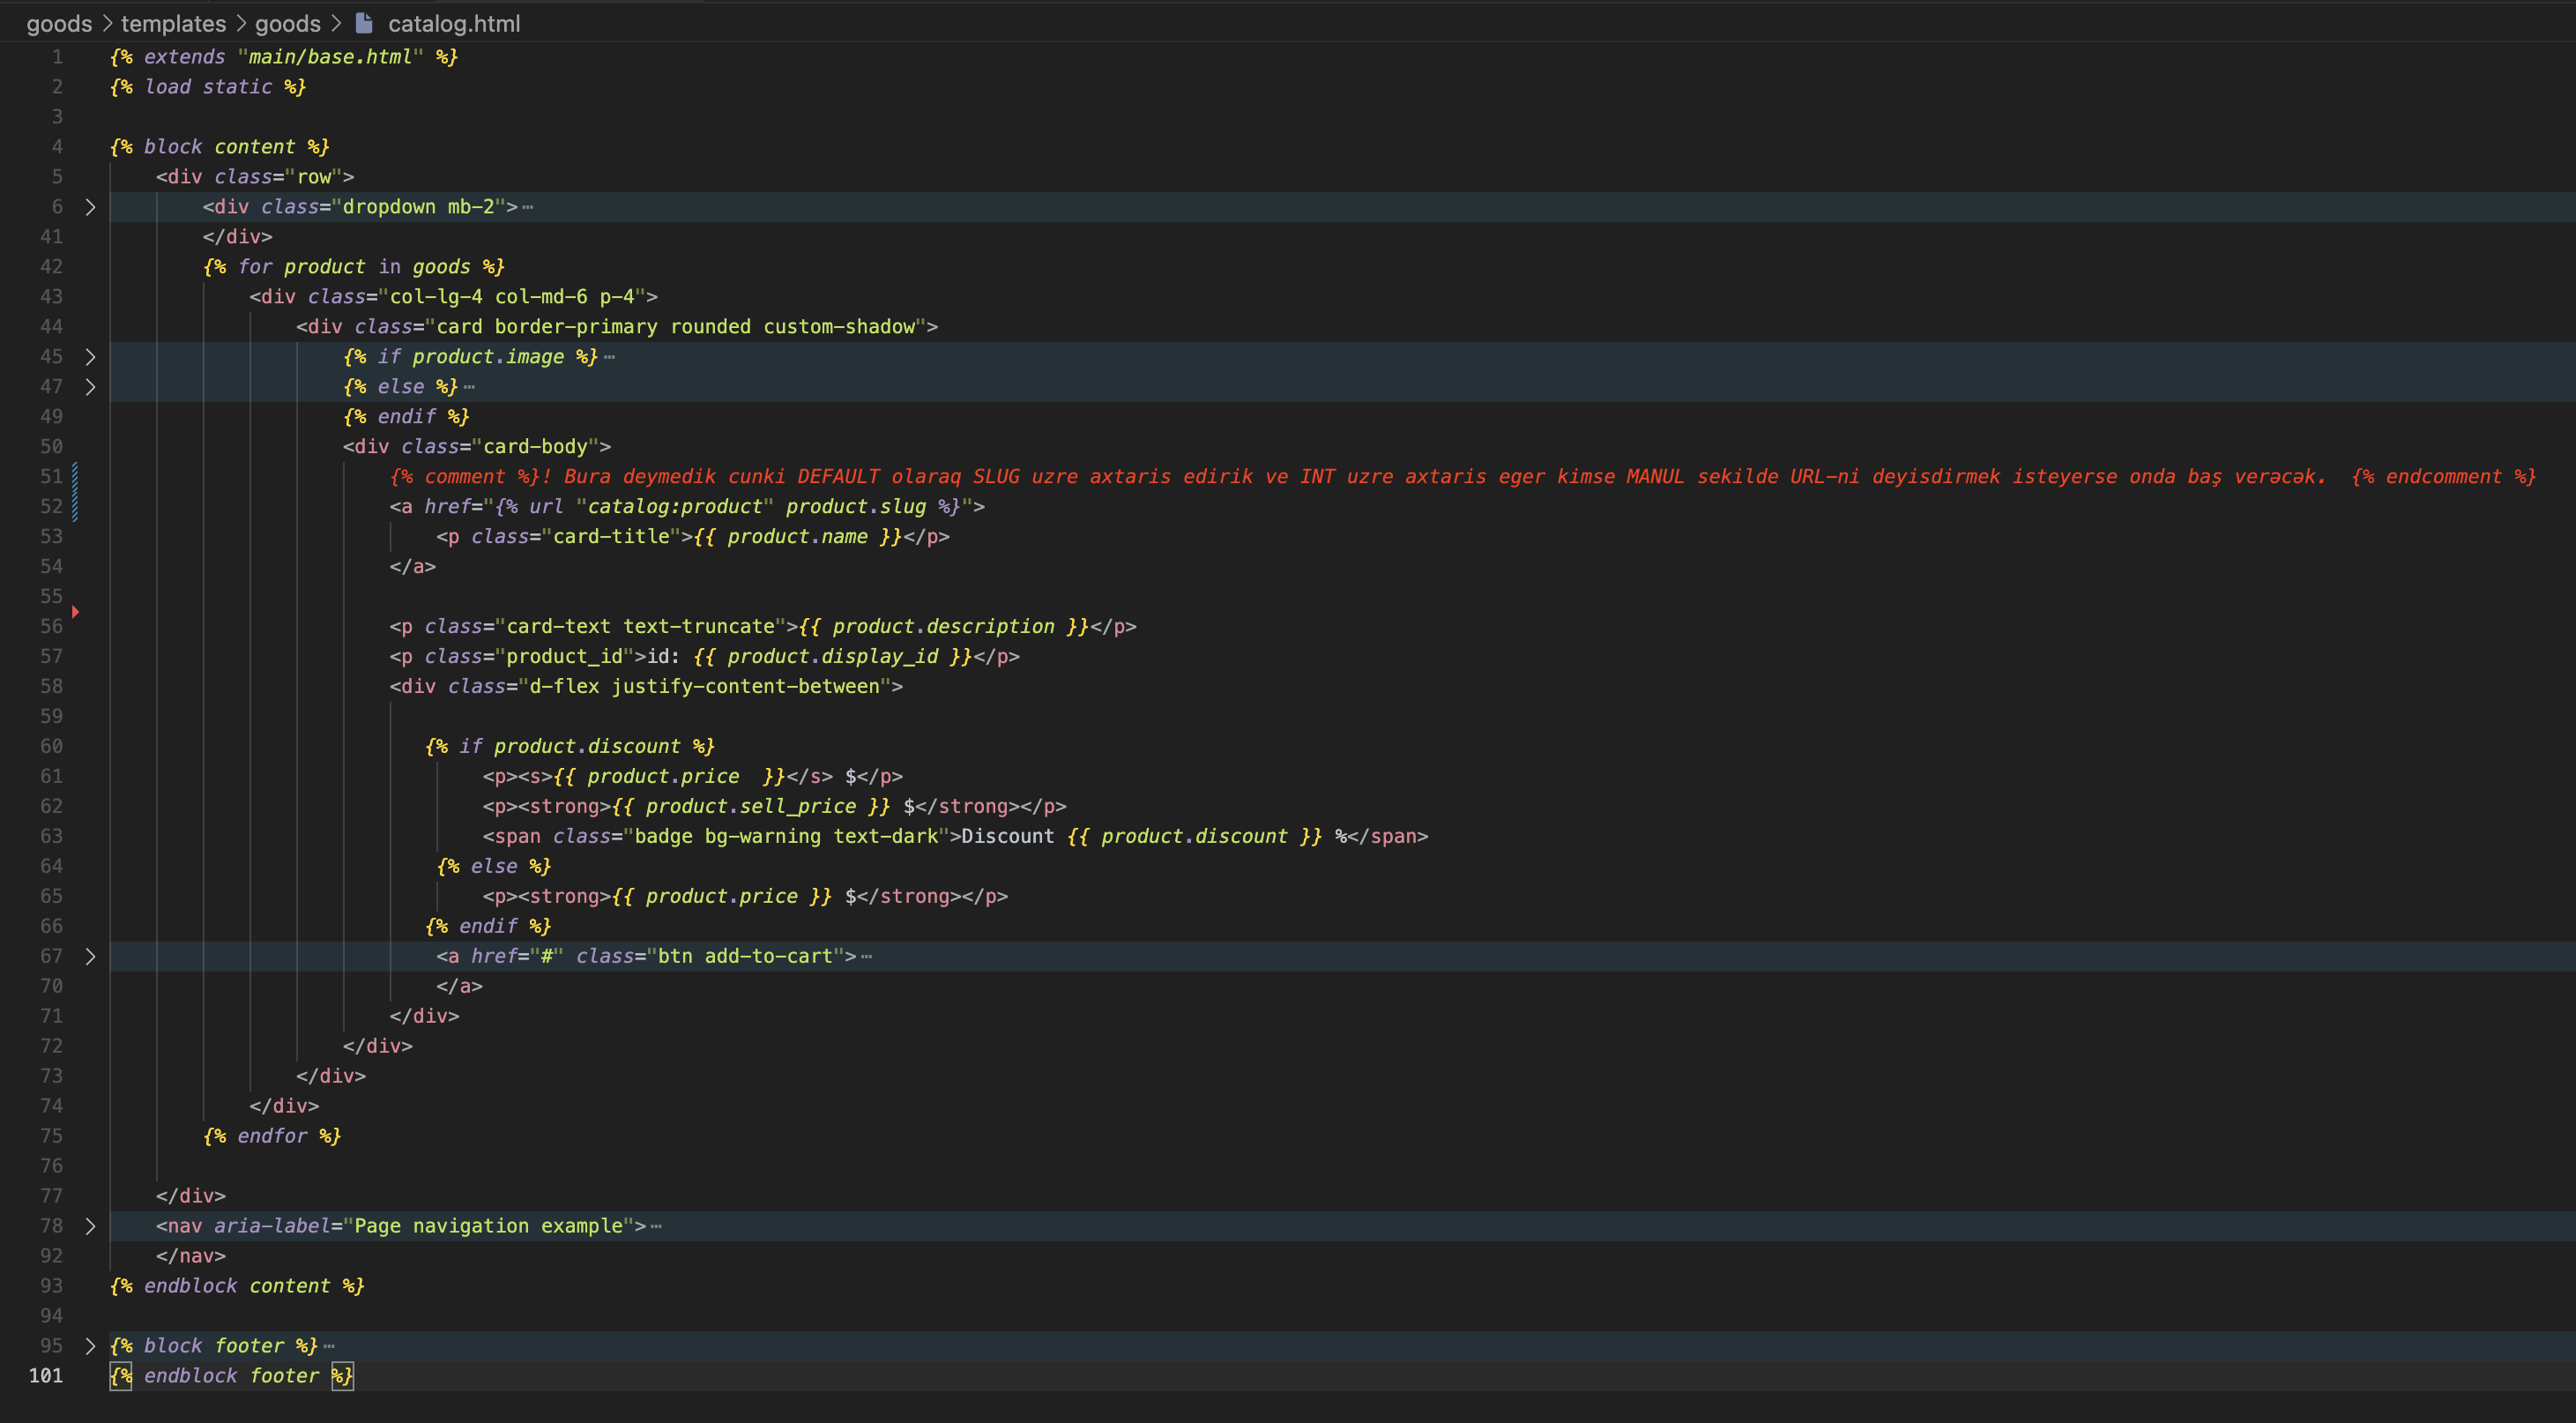 goods > templates > goods > catalog.html
1 {% extends "main/base.html" %}
2 {% load static %}
3
4 {% block content %}
5 <div class="row">
6 <div class="dropdown mb-2">…
41 </div>
42 {% for product in goods %}
43 <div class="col-lg-4 col-md-6 p-4">
44 <div class="card border-primary rounded custom-shadow">
45 {% if product.image %}…
47 {% else %}…
49 {% endif %}
50 <div class="card-body">
51 {% comment %}! Bura deymedik cunki DEFAULT olaraq SLUG uzre axtaris edirik ve INT uzre axtaris eger kimse MANUL sekilde URL-ni deyisdirmek isteyerse onda baş verəcək.  {% endcomment %}
52 <a href="{% url "catalog:product" product.slug %}">
53 <p class="card-title">{{ product.name }}</p>
54 </a>
55
56 <p class="card-text text-truncate">{{ product.description }}</p>
57 <p class="product_id">id: {{ product.display_id }}</p>
58 <div class="d-flex justify-content-between">
59
60 {% if product.discount %}
61 <p><s>{{ product.price  }}</s> $</p>
62 <p><strong>{{ product.sell_price }} $</strong></p>
63 <span class="badge bg-warning text-dark">Discount {{ product.discount }} %</span>
64 {% else %}
65 <p><strong>{{ product.price }} $</strong></p>
66 {% endif %}
67 <a href="#" class="btn add-to-cart">…
70 </a>
71 </div>
72 </div>
73 </div>
74 </div>
75 {% endfor %}
76
77 </div>
78 <nav aria-label="Page navigation example">…
92 </nav>
93 {% endblock content %}
94
95 {% block footer %}…
101 {% endblock footer %}